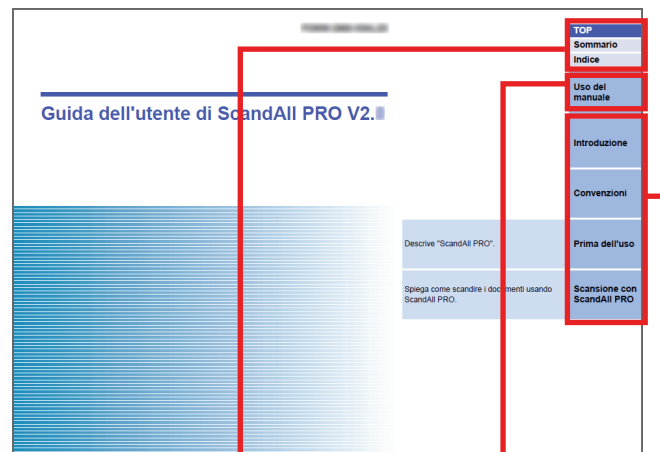 TOP
Sommario
Indice
Uso del
manuale
Guida dell'utente di ScandAll PRO V2.
Introduzione
Convenzioni
Descrive "ScandAll PRO".
Prima dell'uso
Spiega come scandire i documenti usando
ScandAll PRO.
Scansione con
ScandAll PRO